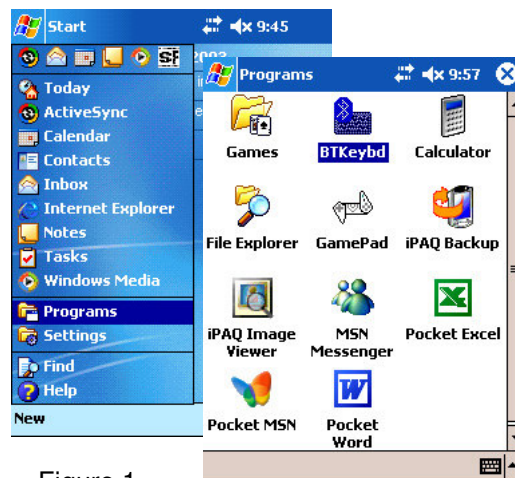 Start 9:45
2003
Today
ActiveSync
Calendar
Contacts
Inbox
Internet Explorer
Notes
Tasks
Windows Media
Programs
Settings
Find
Help
New
Programs 9:57
Games BTKeybd Calculator
File Explorer GamePad iPAQ Backup
iPAQ Image MSN Pocket Excel
Viewer Messenger
Pocket MSN Pocket
Word
Figure 1